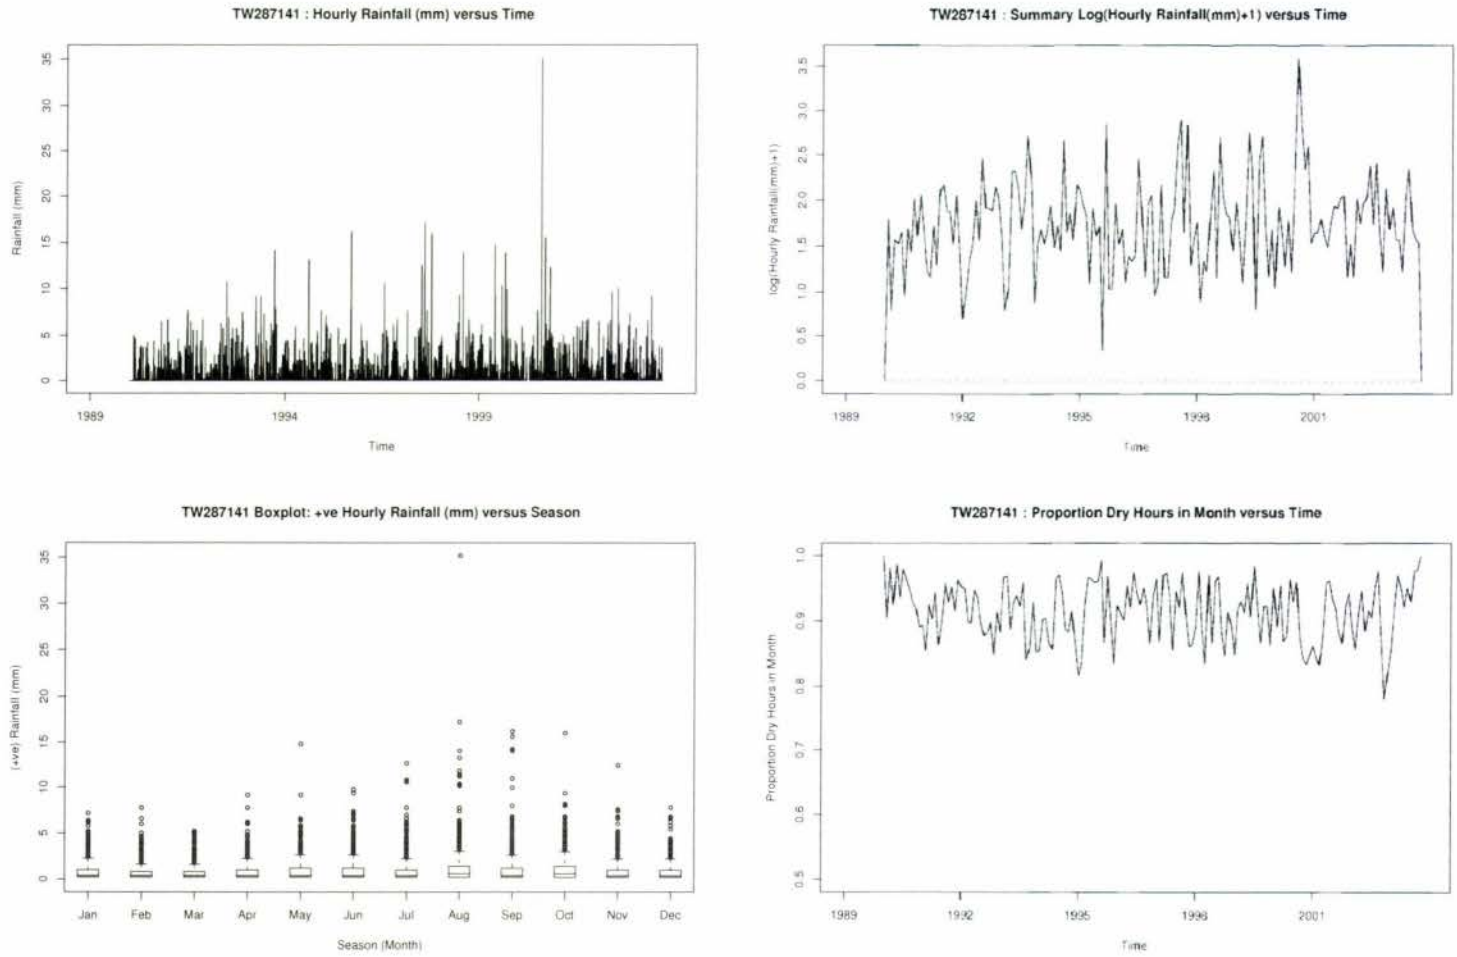 TW287141 : Hourly Rainfall (mm) versus Time
Rainfall (mm)
35
30
25
20
15
10
5
0
1989 1994 1999
Time
TW287141 : Summary Log(Hourly Rainfall(mm)+1) versus Time
log(Hourly Rainfall(mm)+1)
3.5
3.0
2.5
2.0
1.5
1.0
0.5
0.0
1989 1992 1995 1998 2001
Time
TW287141 Boxplot: +ve Hourly Rainfall (mm) versus Season
(+ve) Rainfall (mm)
35
30
25
20
15
10
5
0
Jan Feb Mar Apr May Jun Jul Aug Sep Oct Nov Dec
Season (Month)
TW287141 : Proportion Dry Hours in Month versus Time
Proportion Dry Hours in Month
1.0
0.9
0.8
0.7
0.6
0.5
1989 1992 1995 1998 2001
Time